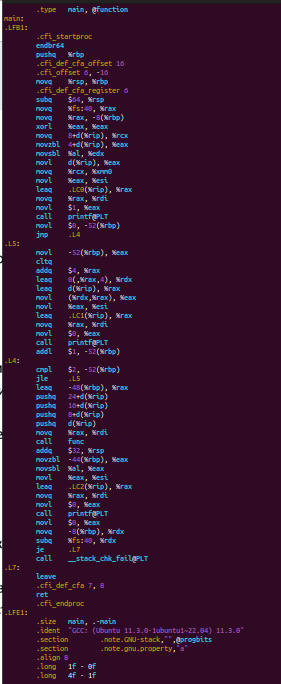 .type main, @function
main:
.LFB1:
.cfi_startproc
endbr64
pushq %rbp
.cfi_def_cfa_offset 16
.cfi_offset 6, -16
movq %rsp, %rbp
.cfi_def_cfa_register 6
subq $64, %rsp
movq %fs:40, %rax
movq %rax, -8(%rbp)
xorl %eax, %eax
movq 8+d(%rip), %rcx
movzbl 4+d(%rip), %eax
movsbl %al, %edx
movl d(%rip), %eax
movq %rcx, %xmm0
movl %eax, %esi
leaq .LC0(%rip), %rax
movq %rax, %rdi
movl $1, %eax
call printf@PLT
movl $0, -52(%rbp)
jmp .L4
.L5:
movl -52(%rbp), %eax
cltq
addq $4, %rax
leaq 0(,%rax,4), %rdx
leaq d(%rip), %rax
movl (%rdx,%rax), %eax
movl %eax, %esi
leaq .LC1(%rip), %rax
movq %rax, %rdi
movl $0, %eax
call printf@PLT
addl $1, -52(%rbp)
.L4:
cmpl $2, -52(%rbp)
jle .L5
leaq -48(%rbp), %rax
pushq 24+d(%rip)
pushq 16+d(%rip)
pushq 8+d(%rip)
pushq d(%rip)
movq %rax, %rdi
call func
addq $32, %rsp
movzbl -44(%rbp), %eax
movsbl %al, %eax
movl %eax, %esi
leaq .LC2(%rip), %rax
movq %rax, %rdi
movl $0, %eax
call printf@PLT
movl $0, %eax
movq -8(%rbp), %rdx
subq %fs:40, %rdx
je .L7
call __stack_chk_fail@PLT
.L7:
leave
.cfi_def_cfa 7, 8
ret
.cfi_endproc
.LFE1:
.size main, .-main
.ident "GCC: (Ubuntu 11.3.0-1ubuntu1~22.04) 11.3.0"
.section .note.GNU-stack,"",@progbits
.section .note.gnu.property,"a"
.align 8
.long 1f - 0f
.long 4f - 1f